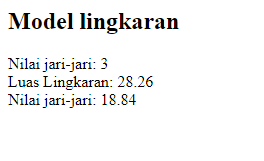 Model lingkaran
Nilai jari-jari: 3
Luas Lingkaran: 28.26
Nilai jari-jari: 18.84